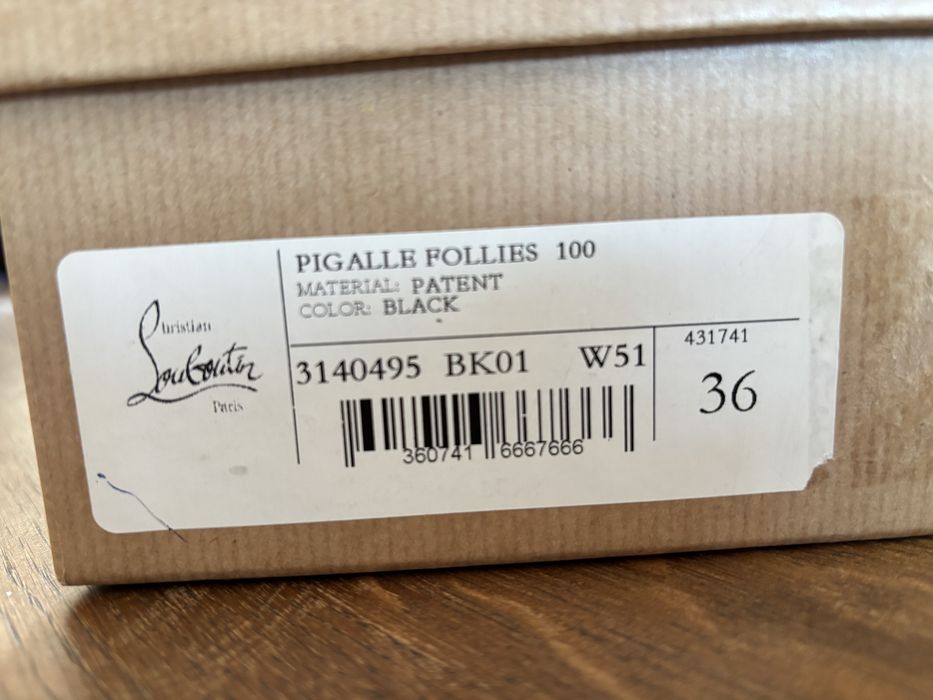 Christian
Louboutin
Paris
PIGALLE FOLLIES 100
MATERIAL: PATENT
COLOR: BLACK
3140495 BK01 W51
360741 6667666
431741
36